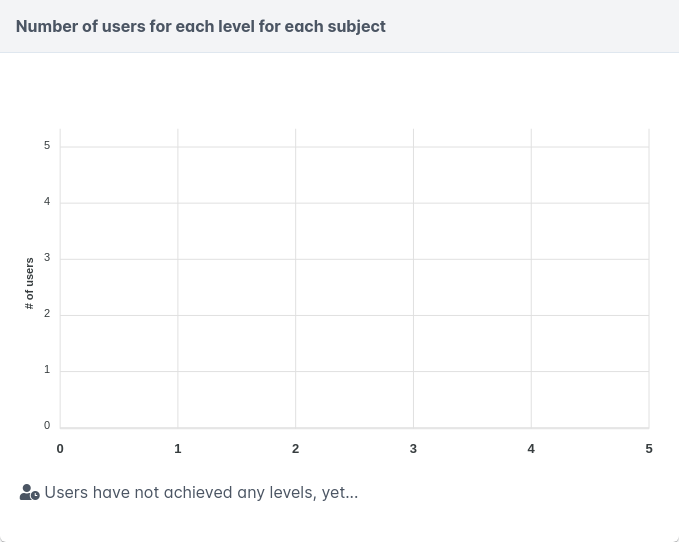 Number of users for each level for each subject
5
4
3
2
1
0
# of users
0 1 2 3 4 5
Users have not achieved any levels, yet...